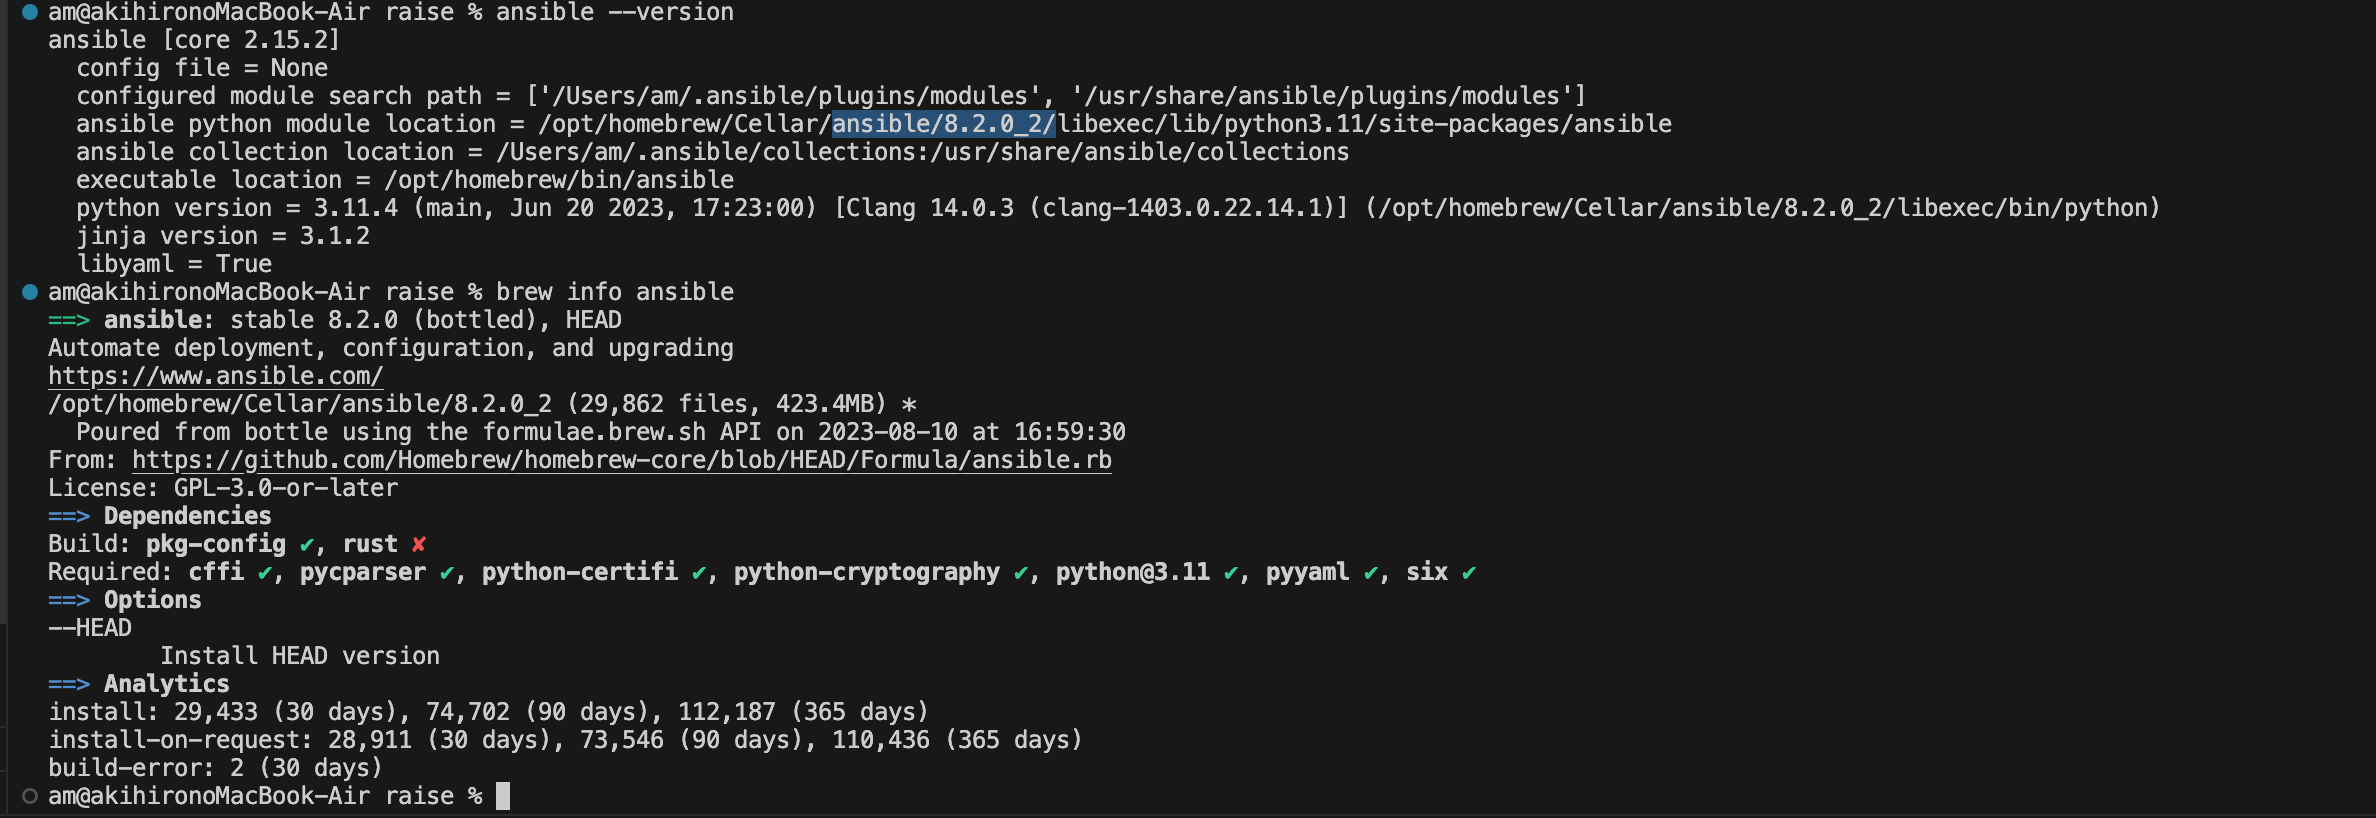 am@akihironoMacBook-Air raise % ansible --version
ansible [core 2.15.2]
  config file = None
  configured module search path = ['/Users/am/.ansible/plugins/modules', '/usr/share/ansible/plugins/modules']
  ansible python module location = /opt/homebrew/Cellar/ansible/8.2.0_2/libexec/lib/python3.11/site-packages/ansible
  ansible collection location = /Users/am/.ansible/collections:/usr/share/ansible/collections
  executable location = /opt/homebrew/bin/ansible
  python version = 3.11.4 (main, Jun 20 2023, 17:23:00) [Clang 14.0.3 (clang-1403.0.22.14.1)] (/opt/homebrew/Cellar/ansible/8.2.0_2/libexec/bin/python)
  jinja version = 3.1.2
  libyaml = True
am@akihironoMacBook-Air raise % brew info ansible
==> ansible: stable 8.2.0 (bottled), HEAD
Automate deployment, configuration, and upgrading
https://www.ansible.com/
/opt/homebrew/Cellar/ansible/8.2.0_2 (29,862 files, 423.4MB) *
  Poured from bottle using the formulae.brew.sh API on 2023-08-10 at 16:59:30
From: https://github.com/Homebrew/homebrew-core/blob/HEAD/Formula/ansible.rb
License: GPL-3.0-or-later
==> Dependencies
Build: pkg-config ✔, rust ✘
Required: cffi ✔, pycparser ✔, python-certifi ✔, python-cryptography ✔, python@3.11 ✔, pyyaml ✔, six ✔
==> Options
--HEAD
        Install HEAD version
==> Analytics
install: 29,433 (30 days), 74,702 (90 days), 112,187 (365 days)
install-on-request: 28,911 (30 days), 73,546 (90 days), 110,436 (365 days)
build-error: 2 (30 days)
am@akihironoMacBook-Air raise %